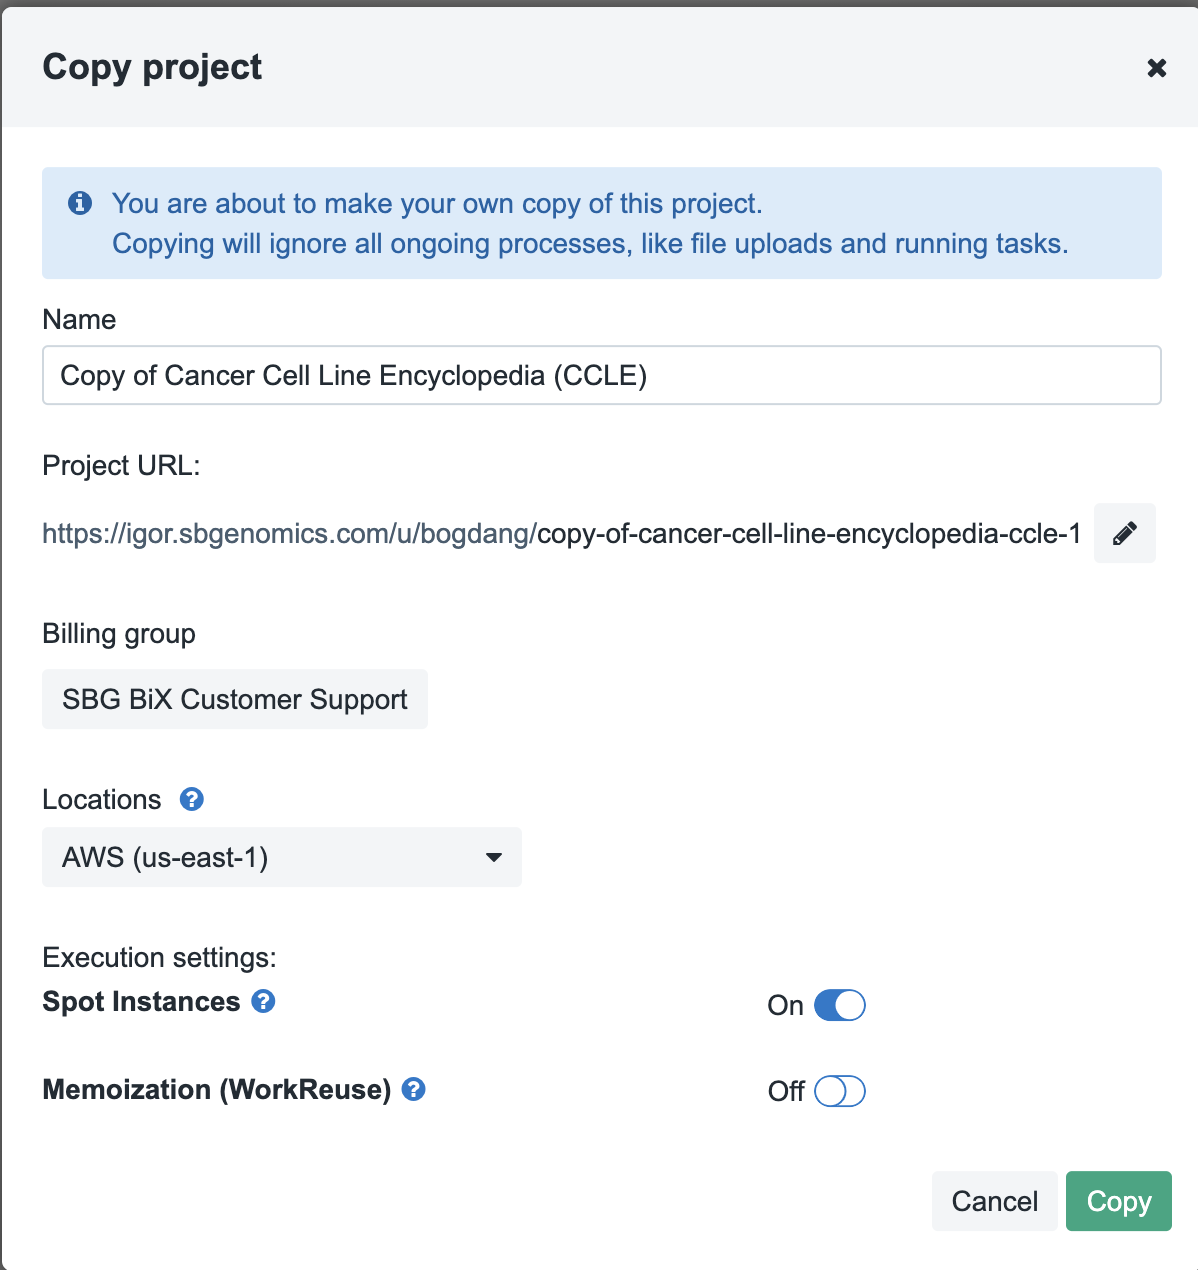 Copy project
You are about to make your own copy of this project.
Copying will ignore all ongoing processes, like file uploads and running tasks.
Name
Copy of Cancer Cell Line Encyclopedia (CCLE)
Project URL:
https://igor.sbgenomics.com/u/bogdang/copy-of-cancer-cell-line-encyclopedia-ccle-1
Billing group
SBG BiX Customer Support
Locations
AWS (us-east-1)
Execution settings:
Spot Instances On
Memoization (WorkReuse) Off
Cancel Copy